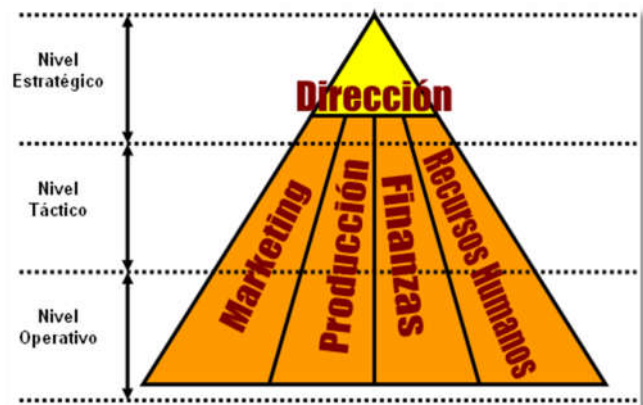 Nivel
Estratégico
Dirección
Nivel
Táctico
Marketing
Producción
Finanzas
Recursos Humanos
Nivel
Operativo